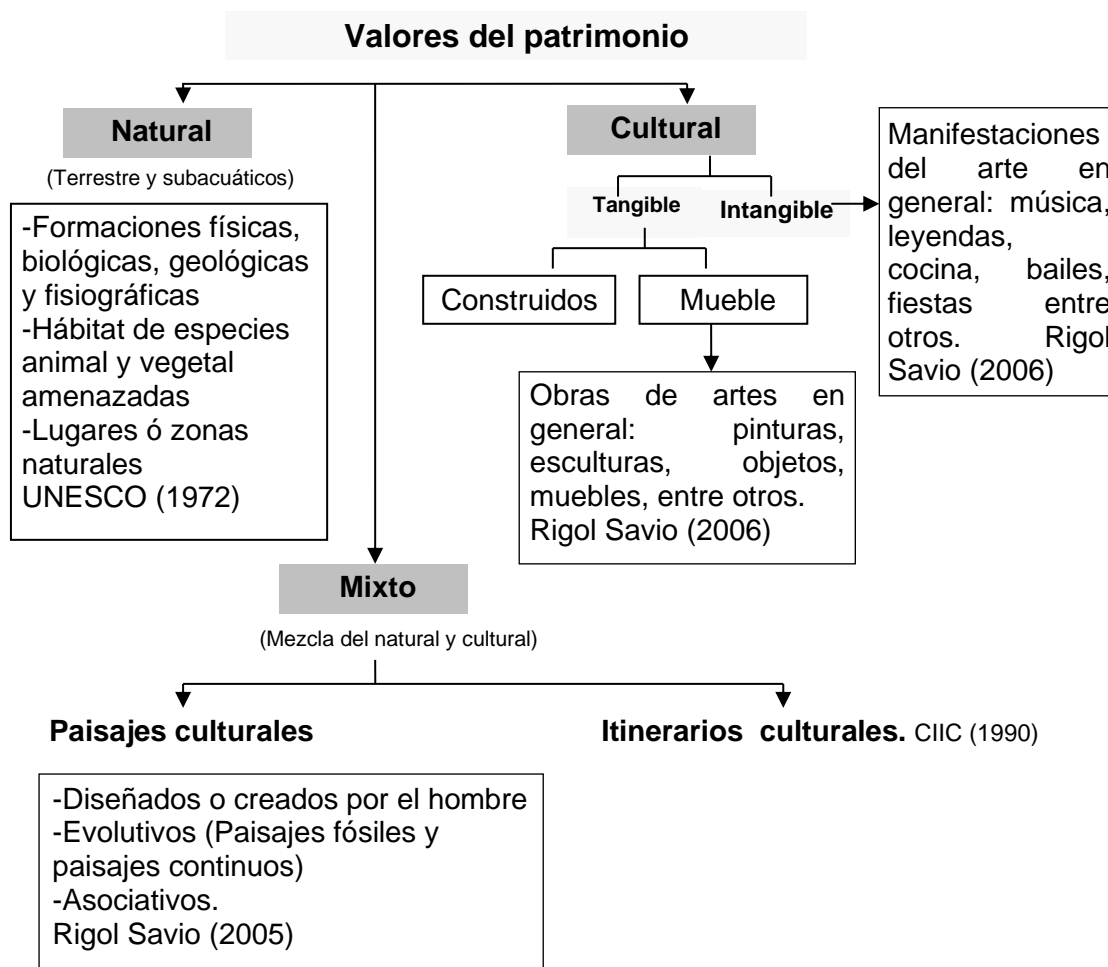 Valores del patrimonio
Natural
(Terrestre y subacuáticos)
-Formaciones físicas,
biológicas, geológicas
y fisiográficas
-Hábitat de especies
animal y vegetal
amenazadas
-Lugares ó zonas
naturales
UNESCO (1972)
Cultural
Tangible
Intangible
Construidos
Mueble
Obras de artes en
general: pinturas,
esculturas, objetos,
muebles, entre otros.
Rigol Savio (2006)
Manifestaciones
del arte en
general: música,
leyendas,
cocina, bailes,
fiestas entre
otros. Rigol
Savio (2006)
Mixto
(Mezcla del natural y cultural)
Paisajes culturales
-Diseñados o creados por el hombre
-Evolutivos (Paisajes fósiles y
paisajes continuos)
-Asociativos.
Rigol Savio (2005)
Itinerarios culturales. CIIC (1990)